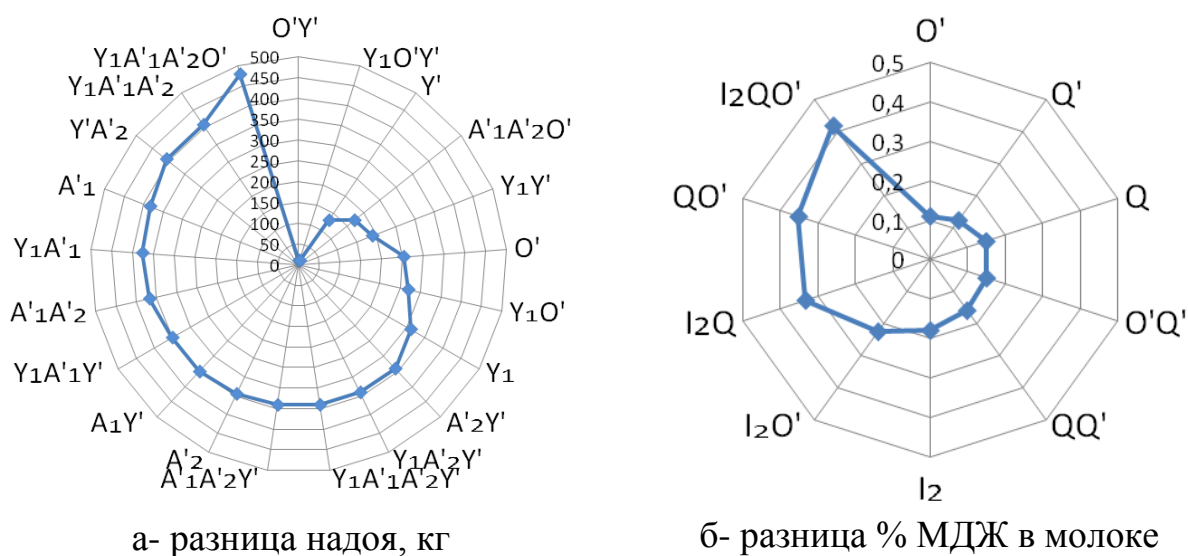 O'Y'
Y₁O'Y'
Y'
A'₁A'₂O'
Y₁Y'
O'
Y₁O'
Y₁
A'₂Y'
Y₁A'₂Y'
Y₁A'₁A'₂Y'
A'₁A'₂Y'
A'₂
A₁Y'
Y₁A'₁Y'
A'₁A'₂
Y₁A'₁
A'₁
Y'A'₂
Y₁A'₁A'₂
Y₁A'₁A'₂O'
500
450
400
350
300
250
200
150
100
50
0
а- разница надоя, кг
O'
Q'
Q
O'Q'
QQ'
I₂
I₂O'
I₂Q
QO'
I₂QO'
0,5
0,4
0,3
0,2
0,1
0
б- разница % МДЖ в молоке